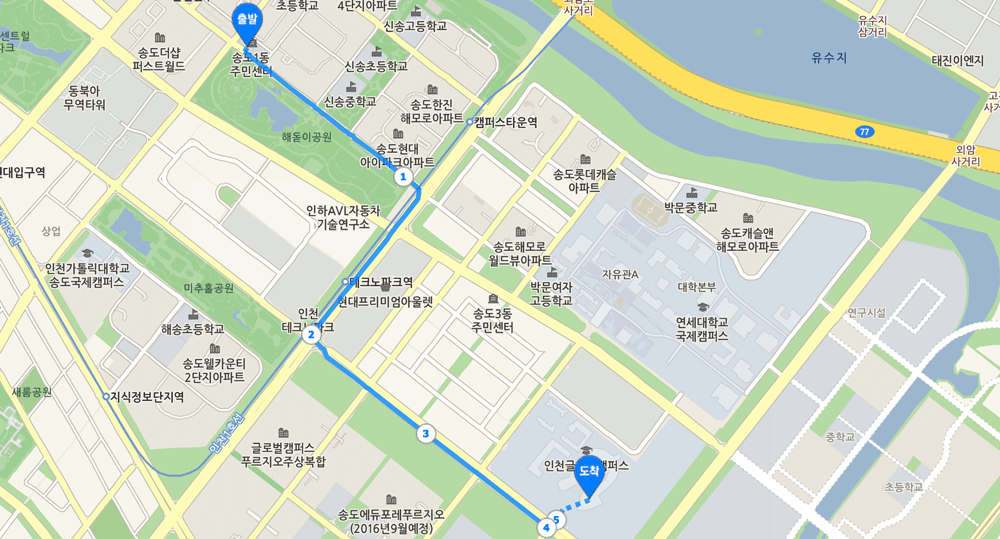 초등학교
4단지아파트
신송고등학교
외암도
사거리
유수지
삼거리
출발
센트럴
파크
송도더샵
퍼스트월드
송도1동
주민센터
신송초등학교
유수지
태진이엔지
동북아
무역타워
신송중학교
송도한진
해모로아파트
캠퍼스타운역
77
해돋이공원
송도현대
아이파크아파트
외암
사거리
송도롯데캐슬
아파트
1
박문중학교
인하AVL자동차
기술연구소
상업
송도해모로
월드뷰아파트
송도캐슬앤
해모로아파트
인천가톨릭대학교
송도국제캠퍼스
자유관A
대학본부
박문여자
고등학교
미추홀공원
테크노파크역
현대프리미엄아울렛
송도3동
주민센터
연세대학교
국제캠퍼스
연구시설
해송초등학교
인천
테크노파크
2
송도웰카운티
2단지아파트
새롬공원
지식정보단지역
인천1호선
3
글로벌캠퍼스
푸르지오주상복합
중학교
도착
초등학교
송도에듀포레푸르지오
(2016년9월예정)
5
4